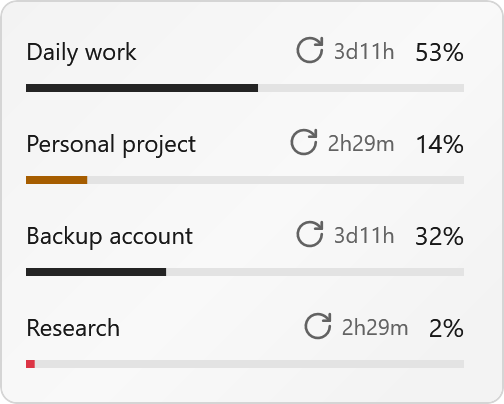 Daily work 3d11h 53%
Personal project 2h29m 14%
Backup account 3d11h 32%
Research 2h29m 2%